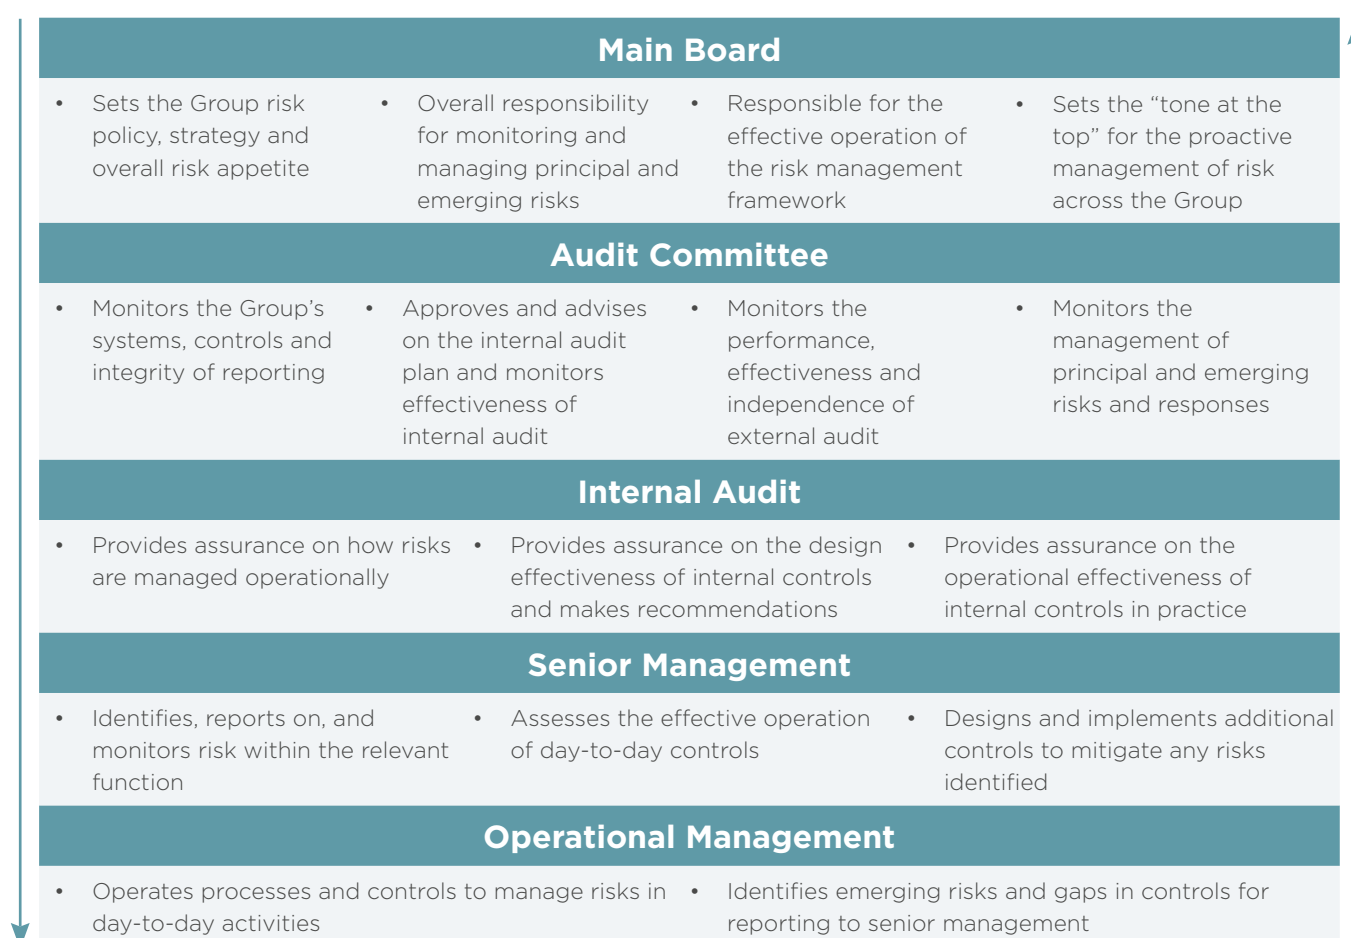 Main Board
• Sets the Group risk
policy, strategy and
overall risk appetite
• Overall responsibility
for monitoring and
managing principal and
emerging risks
• Responsible for the
effective operation of
the risk management
framework
• Sets the “tone at the
top” for the proactive
management of risk
across the Group
Audit Committee
• Monitors the Group’s
systems, controls and
integrity of reporting
• Approves and advises
on the internal audit
plan and monitors
effectiveness of
internal audit
• Monitors the
performance,
effectiveness and
independence of
external audit
• Monitors the
management of
principal and emerging
risks and responses
Internal Audit
• Provides assurance on how risks
are managed operationally
• Provides assurance on the design
effectiveness of internal controls
and makes recommendations
• Provides assurance on the
operational effectiveness of
internal controls in practice
Senior Management
• Identifies, reports on, and
monitors risk within the relevant
function
• Assesses the effective operation
of day-to-day controls
• Designs and implements additional
controls to mitigate any risks
identified
Operational Management
• Operates processes and controls to manage risks in
day-to-day activities
• Identifies emerging risks and gaps in controls for
reporting to senior management